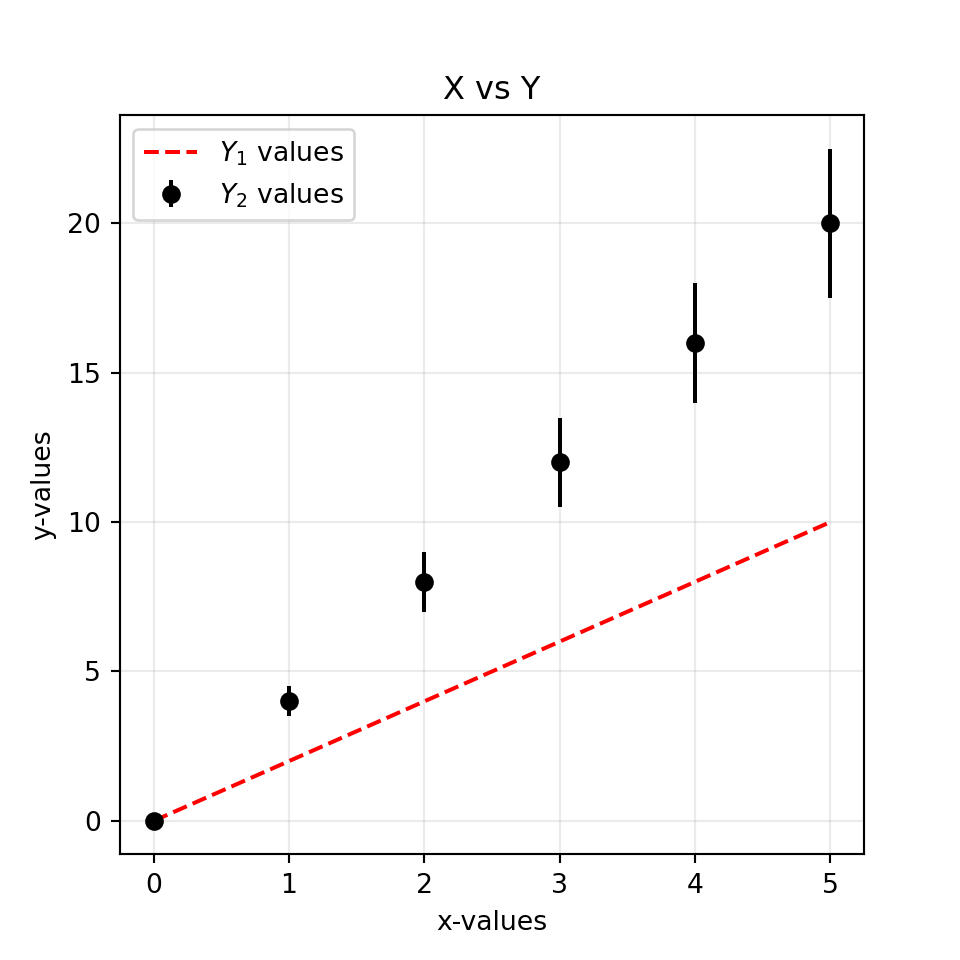 X vs Y
Y₁ values
Y₂ values
20
15
10
5
0
y-values
0 1 2 3 4 5
x-values